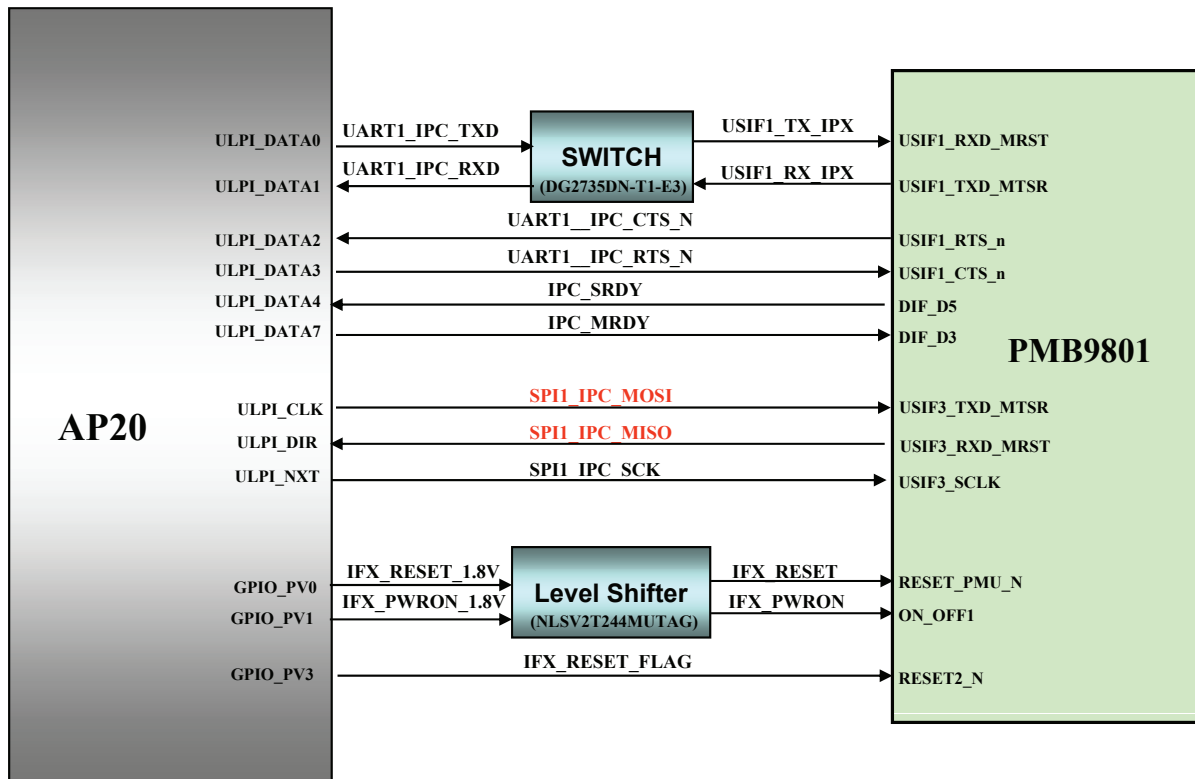 ULPI_DATA0
UART1_IPC_TXD
SWITCH
(DG2735DN-T1-E3)
USIF1_TX_IPX
USIF1_RXD_MRST
ULPI_DATA1
UART1_IPC_RXD
USIF1_RX_IPX
USIF1_TXD_MTSR
ULPI_DATA2
UART1__IPC_CTS_N
USIF1_RTS_n
ULPI_DATA3
UART1__IPC_RTS_N
USIF1_CTS_n
ULPI_DATA4
IPC_SRDY
DIF_D5
ULPI_DATA7
IPC_MRDY
DIF_D3
PMB9801
AP20
ULPI_CLK
SPI1_IPC_MOSI
USIF3_TXD_MTSR
ULPI_DIR
SPI1_IPC_MISO
USIF3_RXD_MRST
ULPI_NXT
SPI1_IPC_SCK
USIF3_SCLK
GPIO_PV0
IFX_RESET_1.8V
Level Shifter
(NLSV2T244MUTAG)
IFX_RESET
RESET_PMU_N
GPIO_PV1
IFX_PWRON_1.8V
IFX_PWRON
ON_OFF1
GPIO_PV3
IFX_RESET_FLAG
RESET2_N